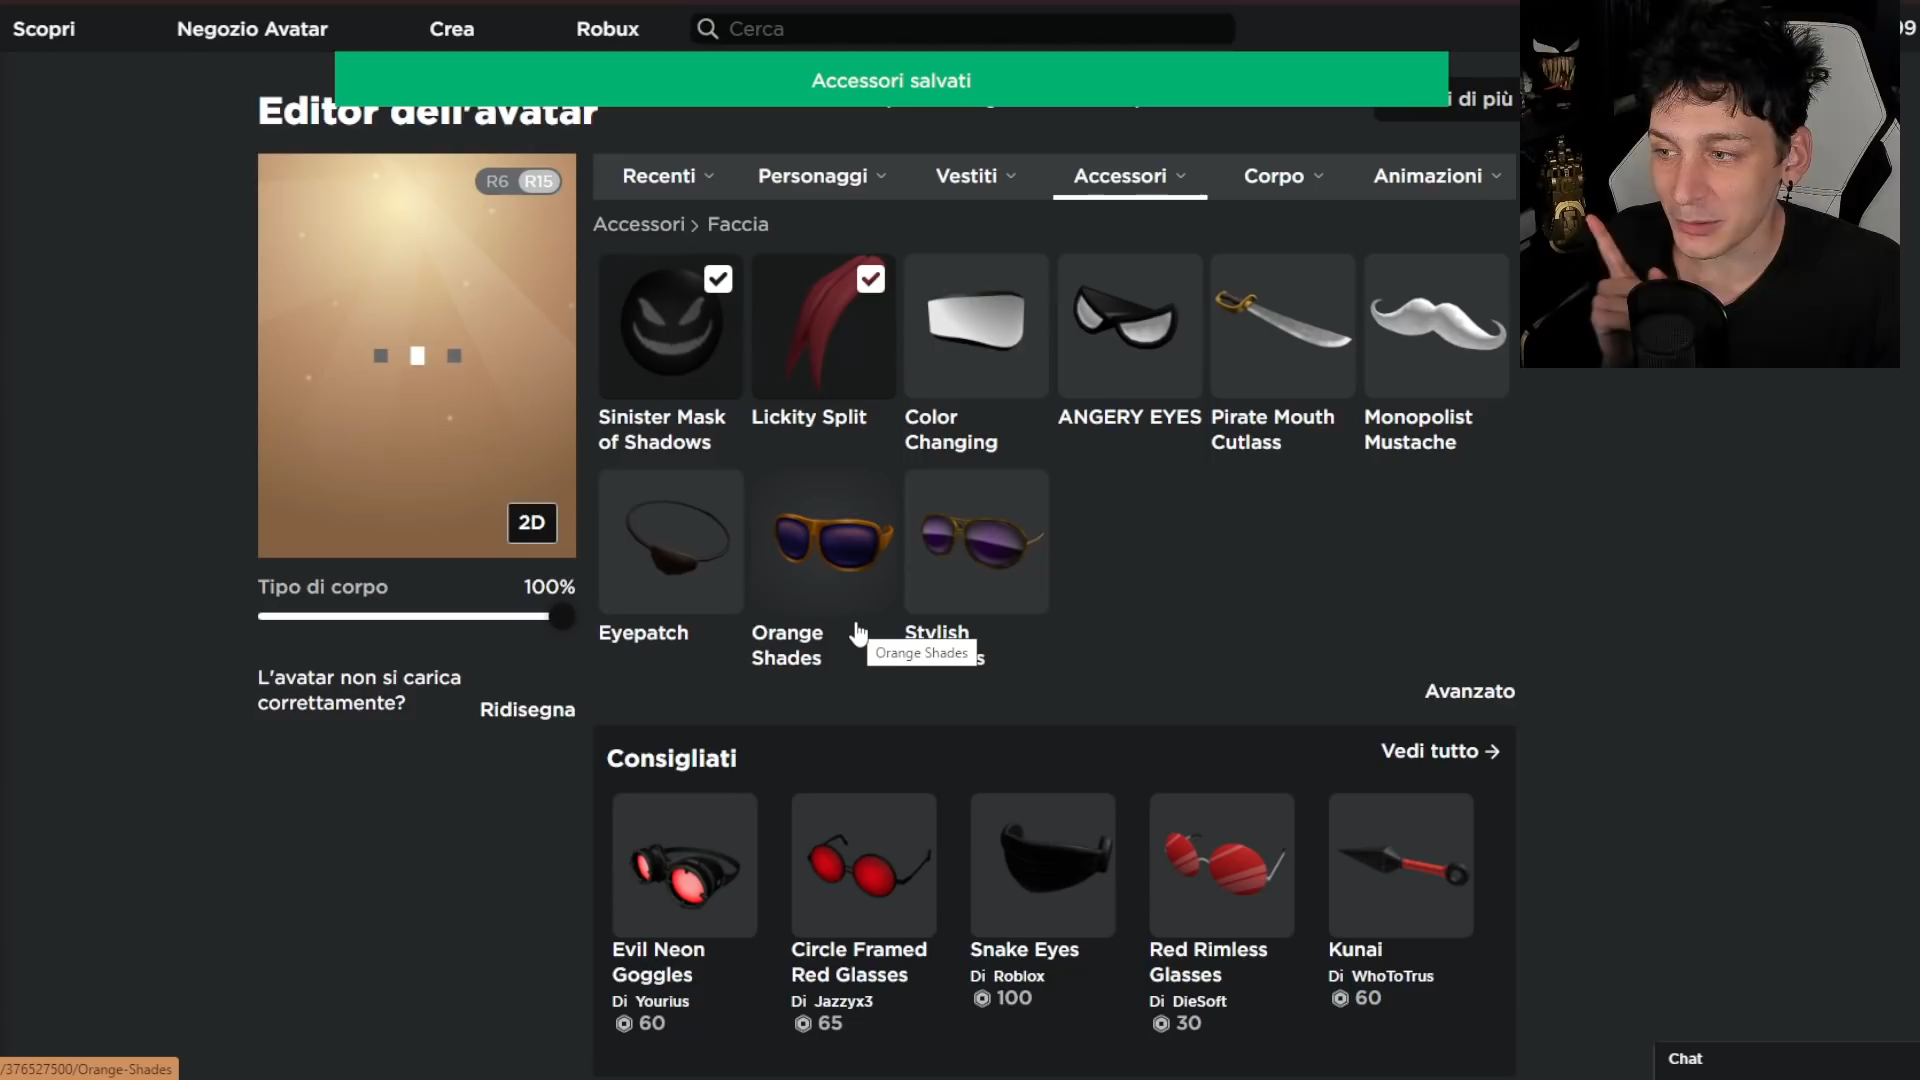 Scopri
Negozio Avatar
Crea
Robux
Cerca
Accessori salvati
Editor dell'avatar
i di più
R6
R15
Recenti
Personaggi
Vestiti
Accessori
Corpo
Animazioni
Accessori > Faccia
Sinister Mask
of Shadows
Lickity Split
Color
Changing
ANGERY EYES
Pirate Mouth
Cutlass
Monopolist
Mustache
2D
Tipo di corpo
100%
Eyepatch
Orange
Shades
Stylish
Orange Shades
L'avatar non si carica
correttamente?
Ridisegna
Avanzato
Consigliati
Vedi tutto →
Evil Neon
Goggles
Di Yourius
60
Circle Framed
Red Glasses
Di Jazzyx3
65
Snake Eyes
Di Roblox
100
Red Rimless
Glasses
Di DieSoft
30
Kunai
Di WhoToTrus
60
/376527500/Orange-Shades
Chat